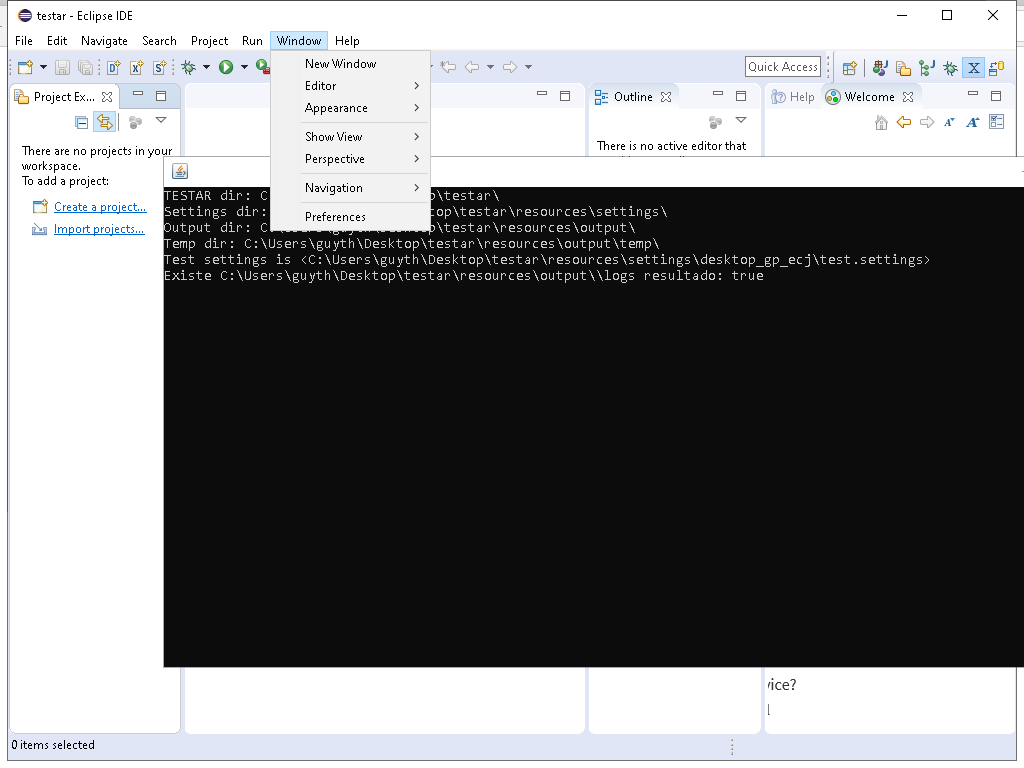 testar - Eclipse IDE
File Edit Navigate Search Project Run Window Help
Quick Access
New Window
Editor
Appearance
Show View
Perspective
Navigation
Preferences
Project Ex...
There are no projects in your
workspace.
To add a project:
Create a project...
Import projects...
Outline
There is no active editor that
Help
Welcome
TESTAR dir: C
p\testar\
Settings dir:
top\testar\resources\settings\
Output dir: C:
p\testar\resources\output\
Temp dir: C:\Users\guyth\Desktop\testar\resources\output\temp\
Test settings is <C:\Users\guyth\Desktop\testar\resources\settings\desktop_gp_ecj\test.settings>
Existe C:\Users\guyth\Desktop\testar\resources\output\\logs resultado: true
vice?
0 items selected